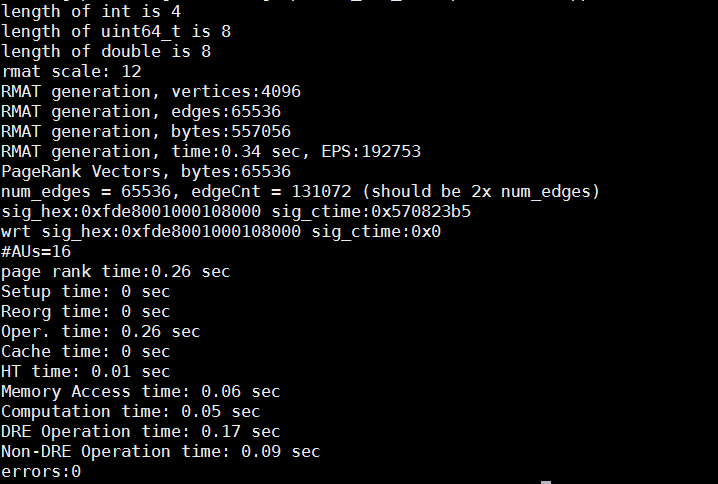 length of int is 4
length of uint64_t is 8
length of double is 8
rmat scale: 12
RMAT generation, vertices:4096
RMAT generation, edges:65536
RMAT generation, bytes:557056
RMAT generation, time:0.34 sec, EPS:192753
PageRank Vectors, bytes:65536
num_edges = 65536, edgeCnt = 131072 (should be 2x num_edges)
sig_hex:0xfde8001000108000 sig_ctime:0x570823b5
wrt sig_hex:0xfde8001000108000 sig_ctime:0x0
#AUs=16
page rank time:0.26 sec
Setup time: 0 sec
Reorg time: 0 sec
Oper. time: 0.26 sec
Cache time: 0 sec
HT time: 0.01 sec
Memory Access time: 0.06 sec
Computation time: 0.05 sec
DRE Operation time: 0.17 sec
Non-DRE Operation time: 0.09 sec
errors:0